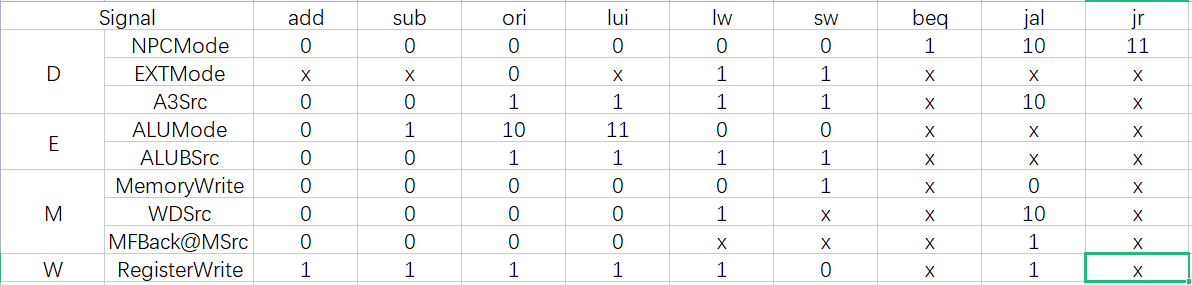 Signal add sub ori lui lw sw beq jal jr
D NPCMode 0 0 0 0 0 0 1 10 11
EXTMode x x 0 x 1 1 x x x
A3Src 0 0 1 1 1 1 x 10 x
E ALUMode 0 1 10 11 0 0 x x x
ALUBSrc 0 0 1 1 1 1 x x x
M MemoryWrite 0 0 0 0 0 1 x 0 x
WDSrc 0 0 0 0 1 x x 10 x
MFBack@MSrc 0 0 0 0 x x x 1 x
W RegisterWrite 1 1 1 1 1 0 x 1 x